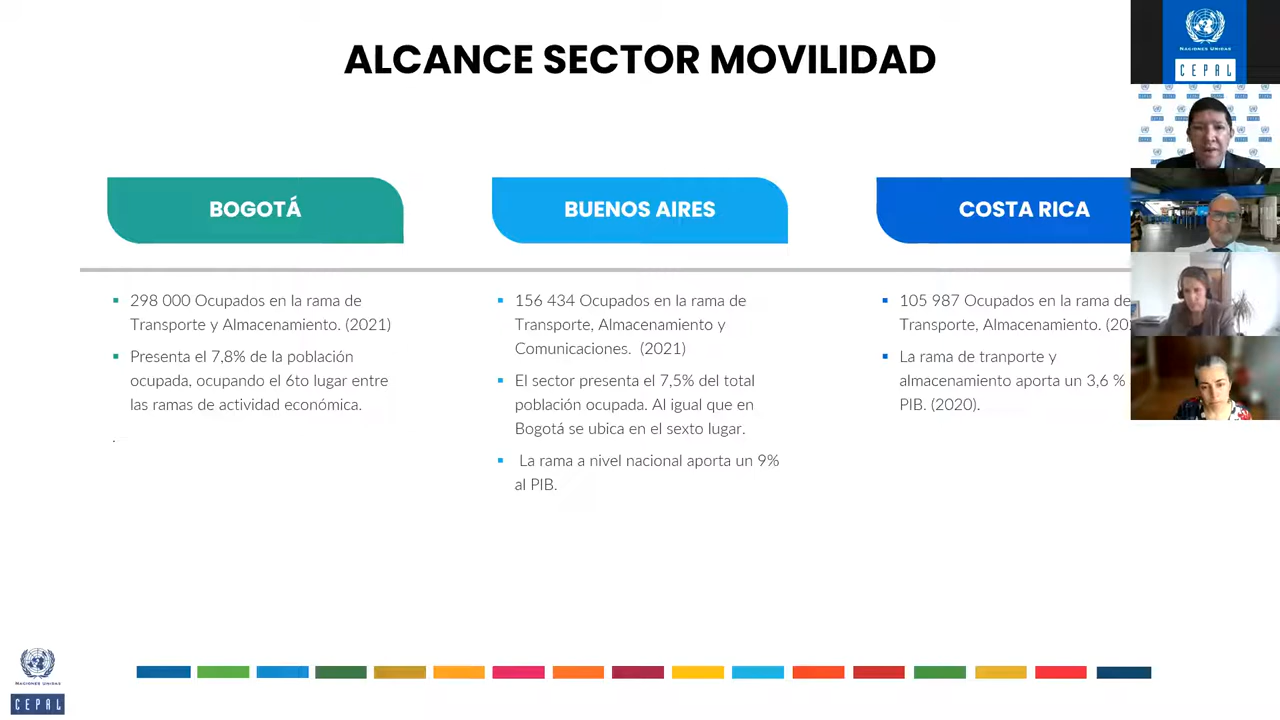 ALCANCE SECTOR MOVILIDAD
BOGOTÁ
298 000 Ocupados en la rama de
Transporte y Almacenamiento. (2021)
Presenta el 7,8% de la población
ocupada, ocupando el 6to lugar entre
las ramas de actividad económica.
BUENOS AIRES
156 434 Ocupados en la rama de
Transporte, Almacenamiento y
Comunicaciones. (2021)
El sector presenta el 7,5% del total
población ocupada. Al igual que en
Bogotá se ubica en el sexto lugar.
La rama a nivel nacional aporta un 9%
al PIB.
COSTA RICA
105 987 Ocupados en la rama de
Transporte, Almacenamiento. (20
La rama de tranporte y
almacenamiento aporta un 3,6 %
PIB. (2020).
NACIONES UNIDAS
CEPAL
NACIONES UNIDAS
CEPAL